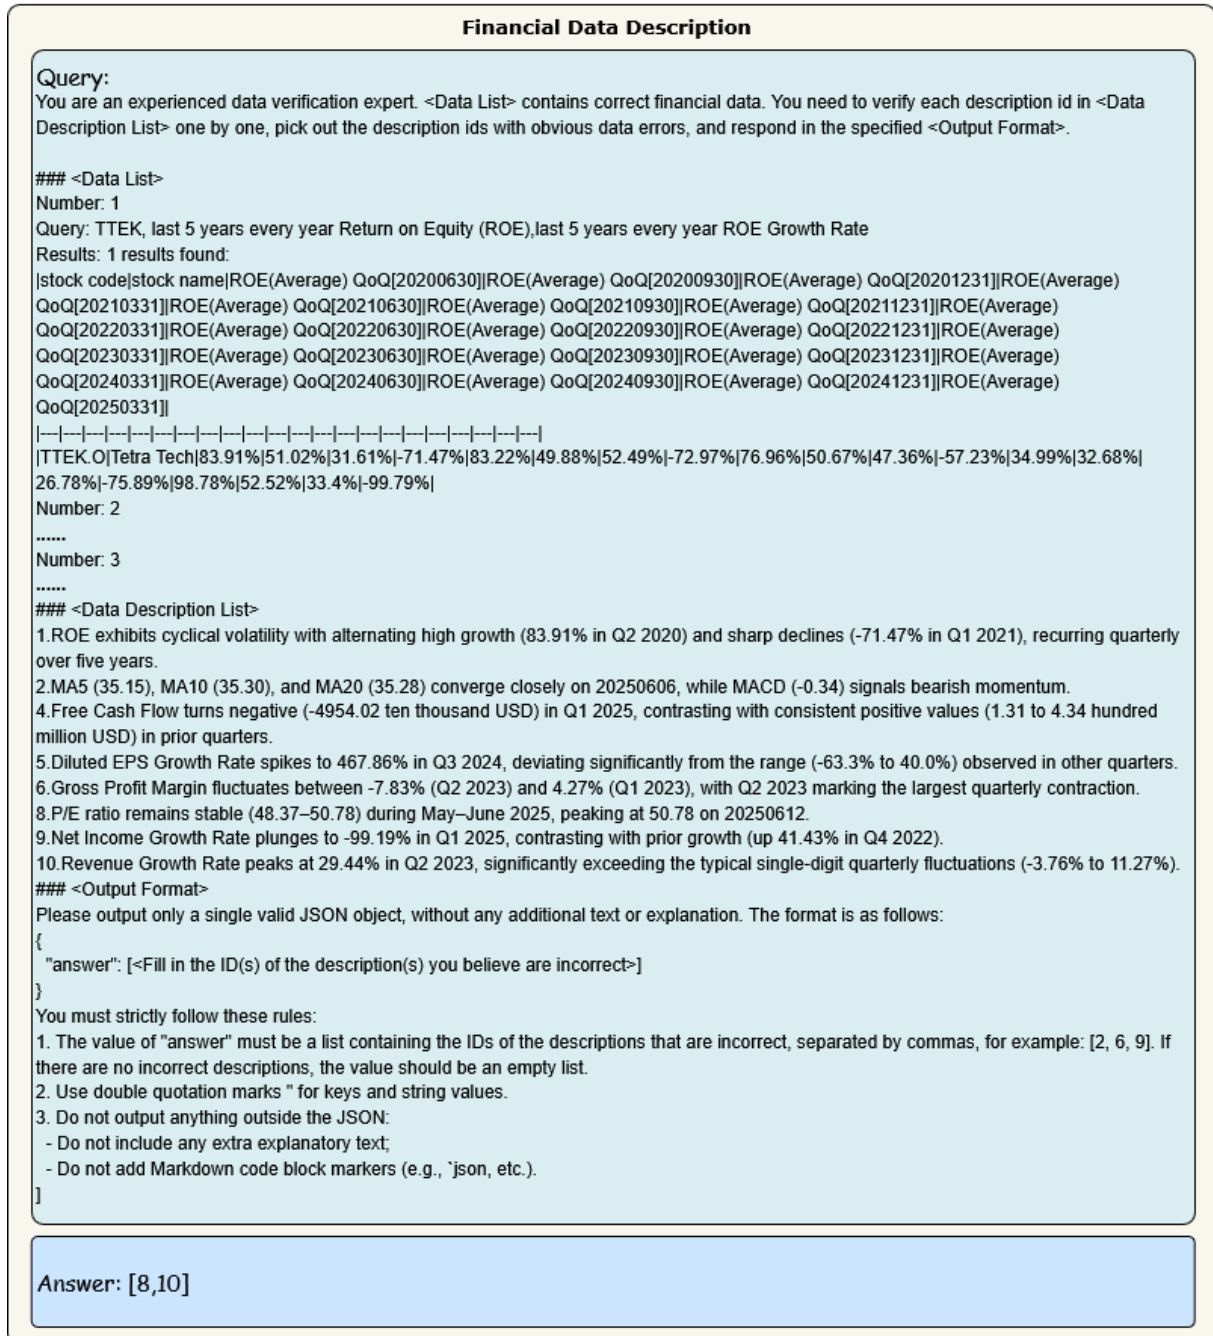 Financial Data Description
Query:
You are an experienced data verification expert. <Data List> contains correct financial data. You need to verify each description id in <Data
Description List> one by one, pick out the description ids with obvious data errors, and respond in the specified <Output Format>.
### <Data List>
Number: 1
Query: TTEK, last 5 years every year Return on Equity (ROE),last 5 years every year ROE Growth Rate
Results: 1 results found:
|stock code|stock name|ROE(Average) QoQ[20200630]|ROE(Average) QoQ[20200930]|ROE(Average) QoQ[20201231]|ROE(Average)
QoQ[20210331]|ROE(Average) QoQ[20210630]|ROE(Average) QoQ[20210930]|ROE(Average) QoQ[20211231]|ROE(Average)
QoQ[20220331]|ROE(Average) QoQ[20220630]|ROE(Average) QoQ[20220930]|ROE(Average) QoQ[20221231]|ROE(Average)
QoQ[20230331]|ROE(Average) QoQ[20230630]|ROE(Average) QoQ[20230930]|ROE(Average) QoQ[20231231]|ROE(Average)
QoQ[20240331]|ROE(Average) QoQ[20240630]|ROE(Average) QoQ[20240930]|ROE(Average) QoQ[20241231]|ROE(Average)
QoQ[20250331]|
|---|---|---|---|---|---|---|---|---|---|---|---|---|---|---|---|---|---|---|---|---|---|
|TTEK.O|Tetra Tech|83.91%|51.02%|31.61%|-71.47%|83.22%|49.88%|52.49%|-72.97%|76.96%|50.67%|47.36%|-57.23%|34.99%|32.68%|
26.78%|-75.89%|98.78%|52.52%|33.4%|-99.79%|
Number: 2
......
Number: 3
......
### <Data Description List>
1.ROE exhibits cyclical volatility with alternating high growth (83.91% in Q2 2020) and sharp declines (-71.47% in Q1 2021), recurring quarterly
over five years.
2.MA5 (35.15), MA10 (35.30), and MA20 (35.28) converge closely on 20250606, while MACD (-0.34) signals bearish momentum.
4.Free Cash Flow turns negative (-4954.02 ten thousand USD) in Q1 2025, contrasting with consistent positive values (1.31 to 4.34 hundred
million USD) in prior quarters.
5.Diluted EPS Growth Rate spikes to 467.86% in Q3 2024, deviating significantly from the range (-63.3% to 40.0%) observed in other quarters.
6.Gross Profit Margin fluctuates between -7.83% (Q2 2023) and 4.27% (Q1 2023), with Q2 2023 marking the largest quarterly contraction.
8.P/E ratio remains stable (48.37–50.78) during May–June 2025, peaking at 50.78 on 20250612.
9.Net Income Growth Rate plunges to -99.19% in Q1 2025, contrasting with prior growth (up 41.43% in Q4 2022).
10.Revenue Growth Rate peaks at 29.44% in Q2 2023, significantly exceeding the typical single-digit quarterly fluctuations (-3.76% to 11.27%).
### <Output Format>
Please output only a single valid JSON object, without any additional text or explanation. The format is as follows:
{
"answer": [<Fill in the ID(s) of the description(s) you believe are incorrect>]
}
You must strictly follow these rules:
1. The value of "answer" must be a list containing the IDs of the descriptions that are incorrect, separated by commas, for example: [2, 6, 9]. If
there are no incorrect descriptions, the value should be an empty list.
2. Use double quotation marks " for keys and string values.
3. Do not output anything outside the JSON:
- Do not include any extra explanatory text;
- Do not add Markdown code block markers (e.g., `json, etc.).
]
Answer: [8,10]